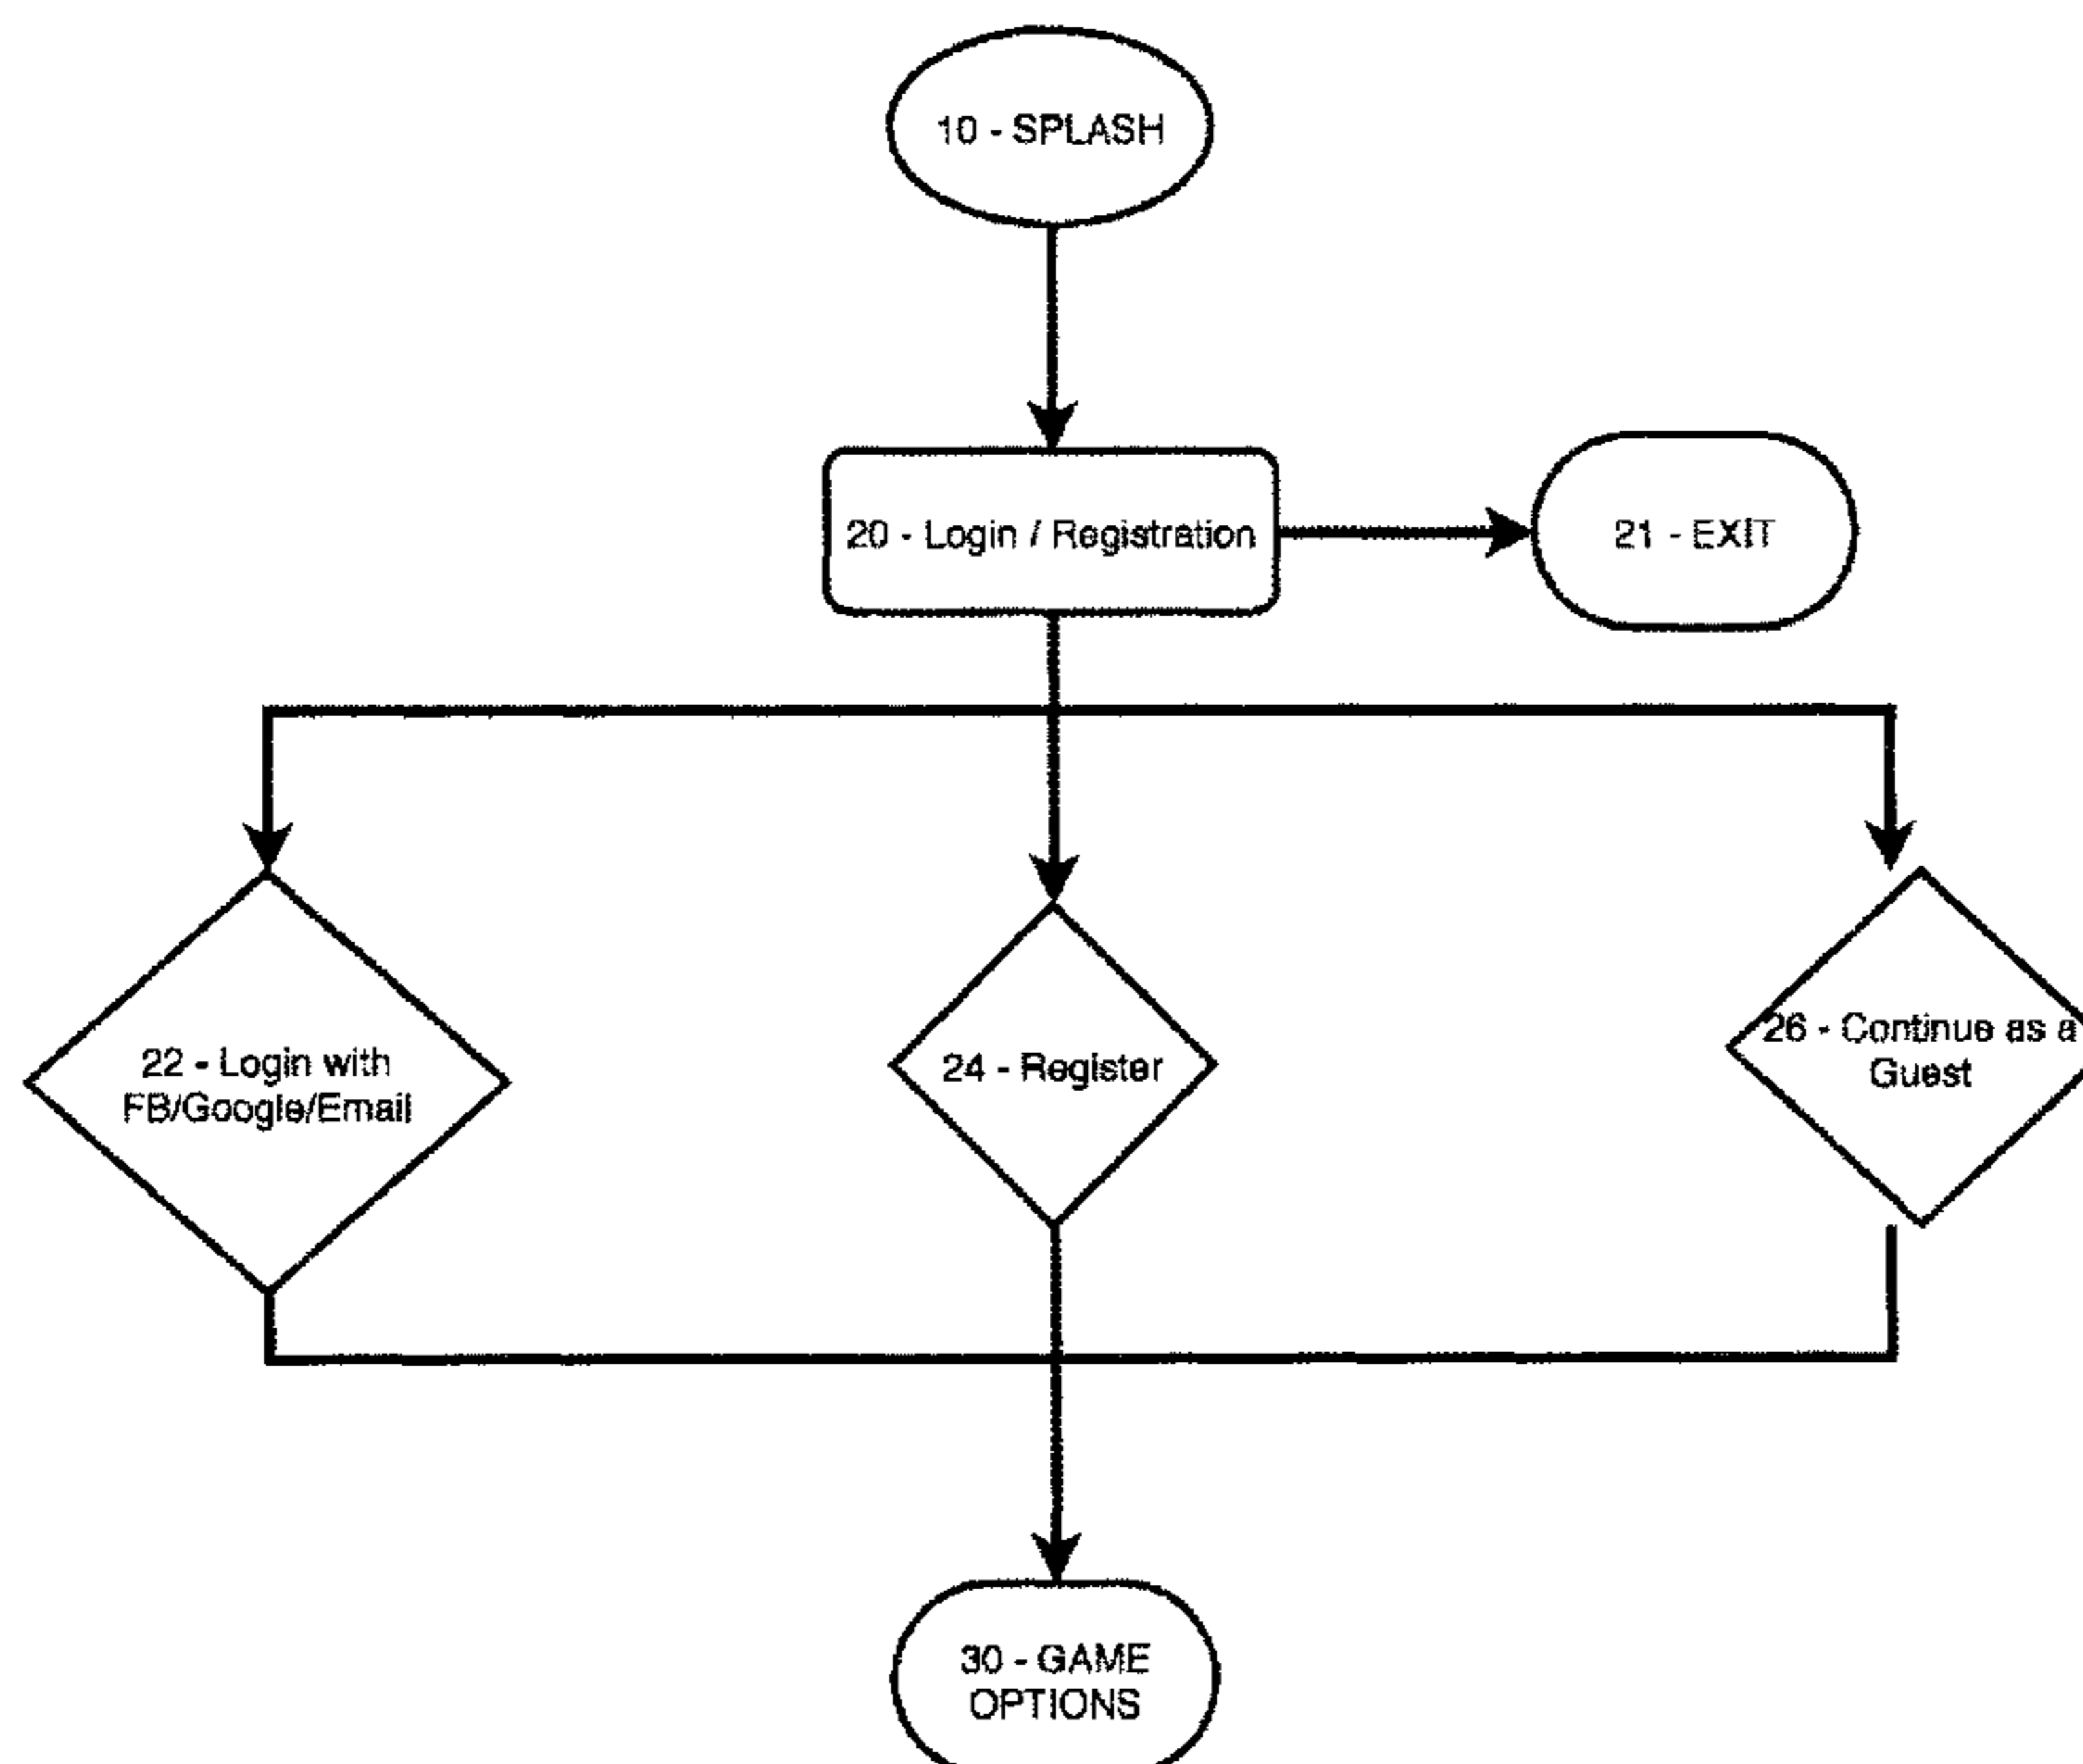 10 - SPLASH
20 - Login / Registration
21 - EXIT
22 - Login with
FB/Google/Email
24 - Register
26 - Continue as a
Guest
30 - GAME
OPTIONS